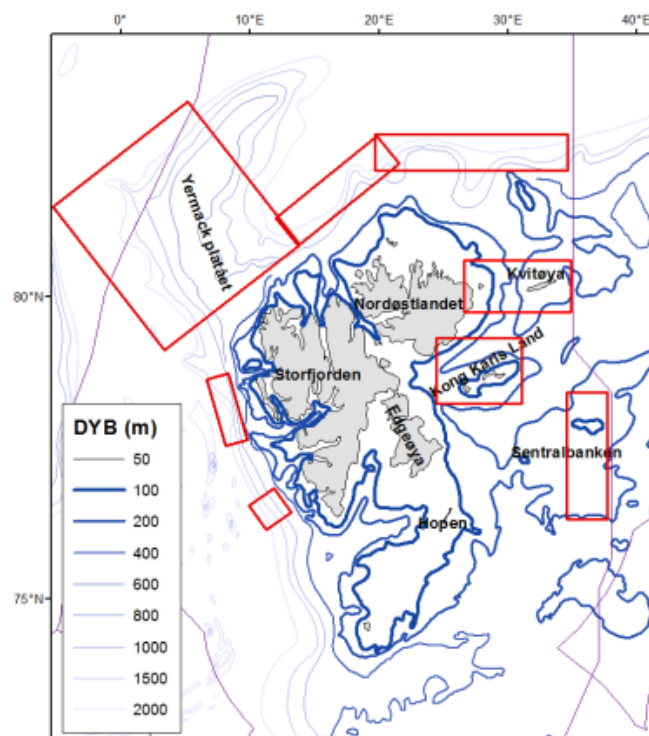 0°
10°E
20°E
30°E
40°E
Yermack platået
80°N
Kvitøya
Nordøstlandet
Kong Karls Land
Storfjorden
Edgeøya
Sentralbanken
Hopen
75°N
DYB (m)
50
100
200
400
600
800
1000
1500
2000